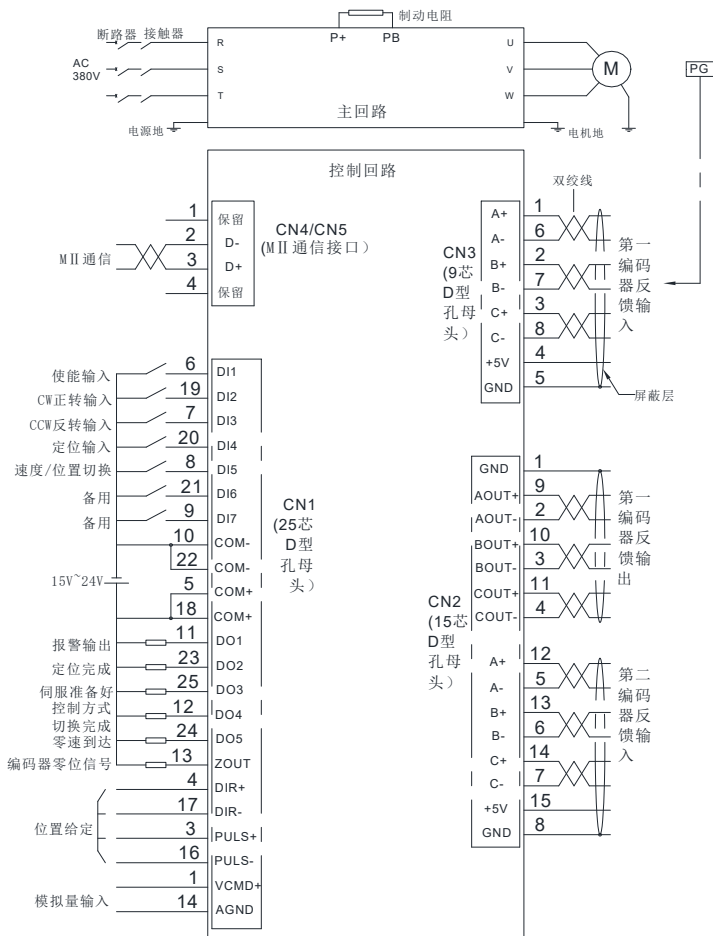 制动电阻
断路器 接触器
P+ PB
AC
380V
R
S
T
U
V
W
M
PG
主回路
电源地
电机地
控制回路
1
保留
2
D-
3
D+
4
保留
CN4/CN5
(MⅡ通信接口)
MⅡ通信
双绞线
CN3
(9芯
D型
孔母
头)
A+ 1
A- 6
B+ 2
B- 7
C+ 3
C- 8
+5V 4
GND 5
第一
编码
器反
馈输
入
屏蔽层
使能输入 6 DI1
CW正转输入 19 DI2
CCW反转输入 7 DI3
定位输入 20 DI4
速度/位置切换 8 DI5
备用 21 DI6
备用 9 DI7
10 COM-
22 COM-
15V~24V
5 COM+
18 COM+
报警输出 11 DO1
定位完成 23 DO2
伺服准备好 25 DO3
控制方式
切换完成
12 DO4
零速到达 24 DO5
编码器零位信号 13 ZOUT
4 DIR+
17 DIR-
位置给定
3 PULS+
16 PULS-
1 VCMD+
模拟量输入
14 AGND
CN1
(25芯
D型
孔母
头)
CN2
(15芯
D型
孔母
头)
GND 1
AOUT+ 9
AOUT- 2
BOUT+ 10
BOUT- 3
COUT+ 11
COUT- 4
第一
编码
器反
馈输
出
A+ 12
A- 5
B+ 13
B- 6
C+ 14
C- 7
+5V 15
GND 8
第二
编码
器反
馈输
入